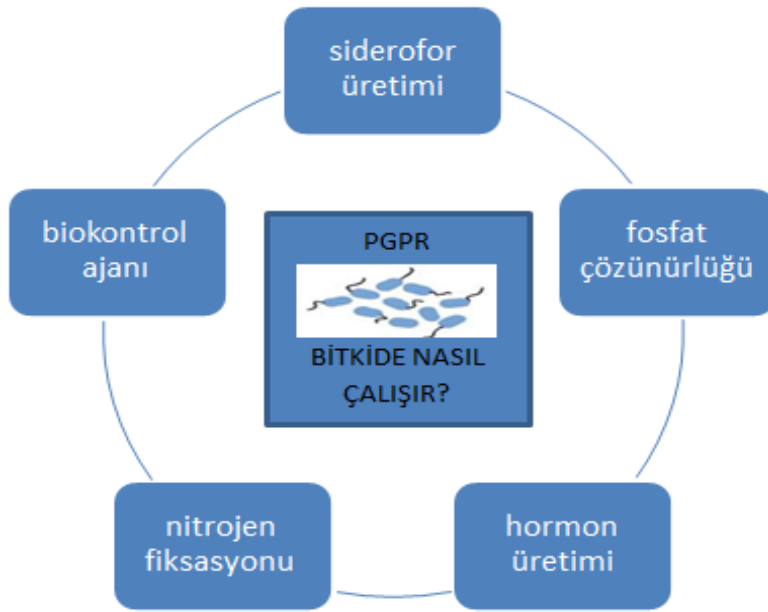 siderofor
üretimi
biokontrol
ajanı
fosfat
çözünürlüğü
PGPR
BİTKİDE NASIL
ÇALIŞIR?
nitrojen
fiksasyonu
hormon
üretimi